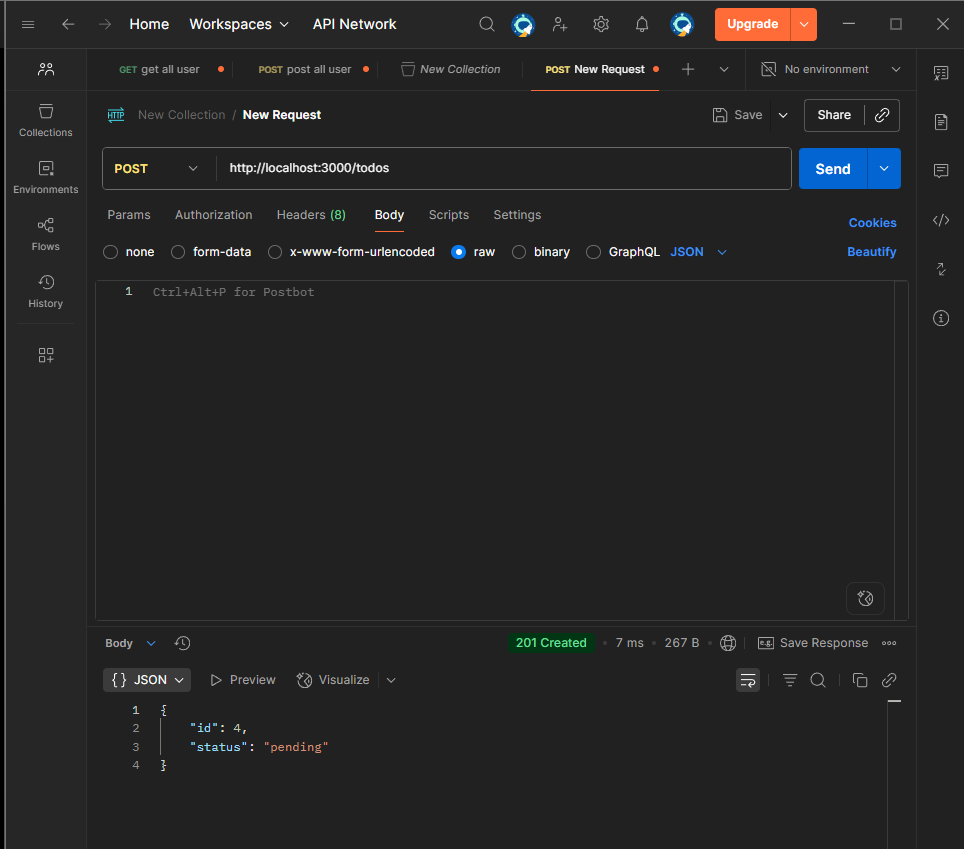 Home Workspaces API Network Upgrade
GET get all user POST post all user New Collection POST New Request No environment
HTTP New Collection / New Request Save Share
Collections
POST http://localhost:3000/todos Send
Environments
Params Authorization Headers (8) Body Scripts Settings Cookies
Flows
none form-data x-www-form-urlencoded raw binary GraphQL JSON Beautify
History
1 Ctrl+Alt+P for Postbot
Body 201 Created • 7 ms • 267 B • e.g. Save Response
{} JSON Preview Visualize
1 {
2 "id": 4,
3 "status": "pending"
4 }